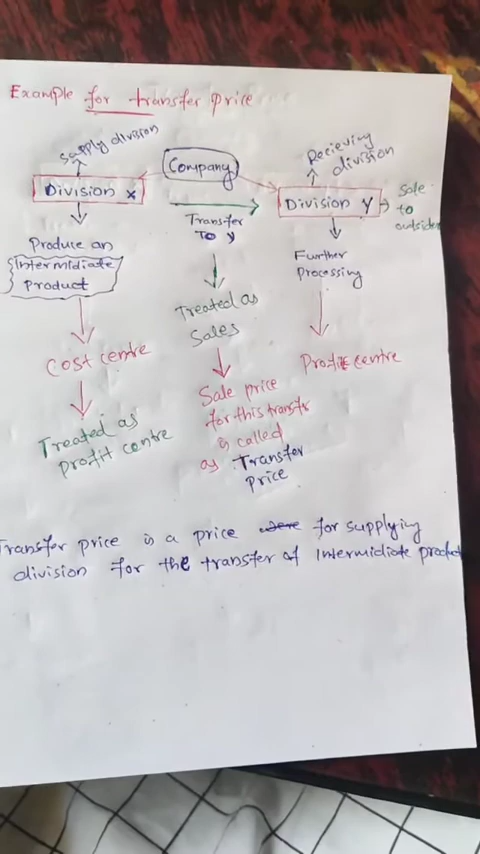 Example for transfer price
Supply division
Company
Recieving
division
Division X
Transfer
To Y
Division Y
Sale
to
outsider
Produce an
Intermidiate
Product
Further
Processing
Treated as
Sales
Cost centre
Profit centre
Treated as
profit centre
Sale price
for this transfer
is called
as Transfer
price
Transfer price is a price for supplying
division for the transfer of Intermidiate product